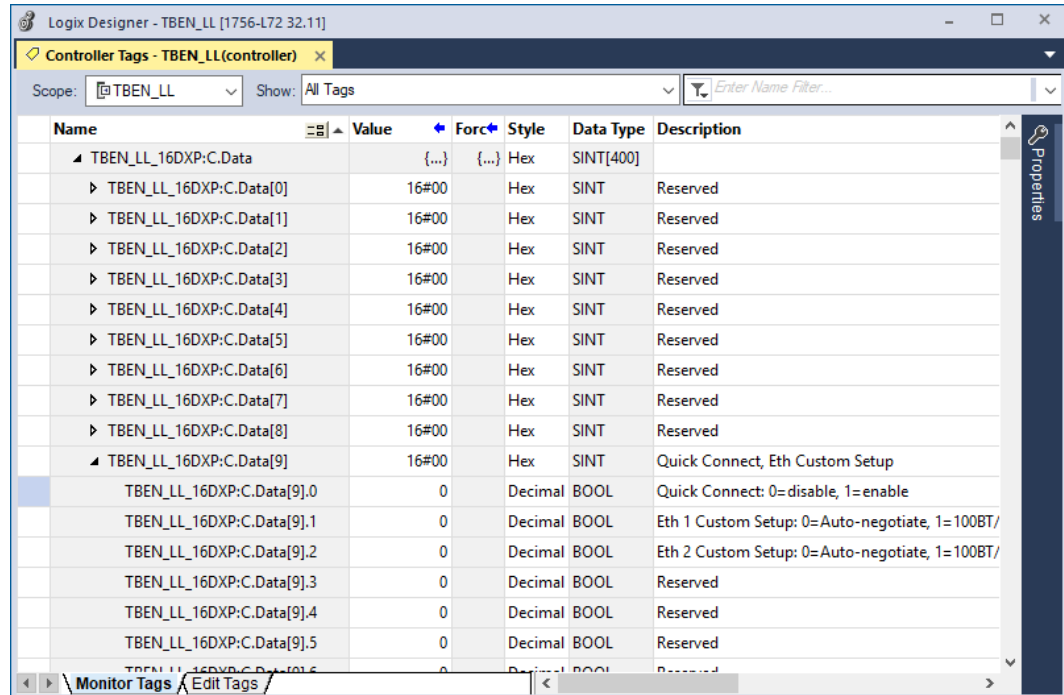 Logix Designer - TBEN_LL [1756-L72 32.11]
Controller Tags - TBEN_LL(controller)
Scope: TBEN_LL Show: All Tags Enter Name Filter...
Name Value Forc Style Data Type Description
TBEN_LL_16DXP:C.Data {...} {...} Hex SINT[400]
TBEN_LL_16DXP:C.Data[0] 16#00 Hex SINT Reserved
TBEN_LL_16DXP:C.Data[1] 16#00 Hex SINT Reserved
TBEN_LL_16DXP:C.Data[2] 16#00 Hex SINT Reserved
TBEN_LL_16DXP:C.Data[3] 16#00 Hex SINT Reserved
TBEN_LL_16DXP:C.Data[4] 16#00 Hex SINT Reserved
TBEN_LL_16DXP:C.Data[5] 16#00 Hex SINT Reserved
TBEN_LL_16DXP:C.Data[6] 16#00 Hex SINT Reserved
TBEN_LL_16DXP:C.Data[7] 16#00 Hex SINT Reserved
TBEN_LL_16DXP:C.Data[8] 16#00 Hex SINT Reserved
TBEN_LL_16DXP:C.Data[9] 16#00 Hex SINT Quick Connect, Eth Custom Setup
TBEN_LL_16DXP:C.Data[9].0 0 Decimal BOOL Quick Connect: 0=disable, 1=enable
TBEN_LL_16DXP:C.Data[9].1 0 Decimal BOOL Eth 1 Custom Setup: 0=Auto-negotiate, 1=100BT/
TBEN_LL_16DXP:C.Data[9].2 0 Decimal BOOL Eth 2 Custom Setup: 0=Auto-negotiate, 1=100BT/
TBEN_LL_16DXP:C.Data[9].3 0 Decimal BOOL Reserved
TBEN_LL_16DXP:C.Data[9].4 0 Decimal BOOL Reserved
TBEN_LL_16DXP:C.Data[9].5 0 Decimal BOOL Reserved
Monitor Tags Edit Tags
Properties